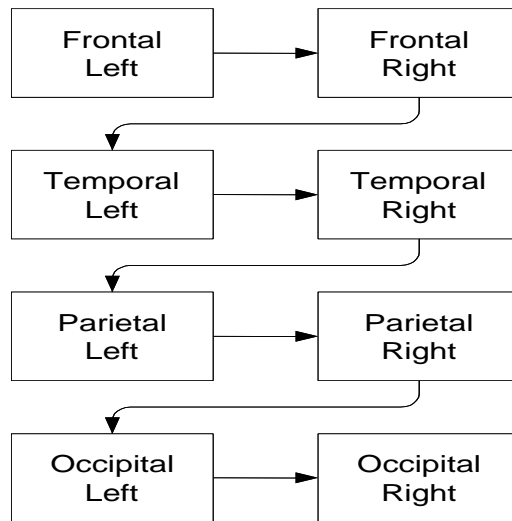 Frontal
Left
Frontal
Right
Temporal
Left
Temporal
Right
Parietal
Left
Parietal
Right
Occipital
Left
Occipital
Right